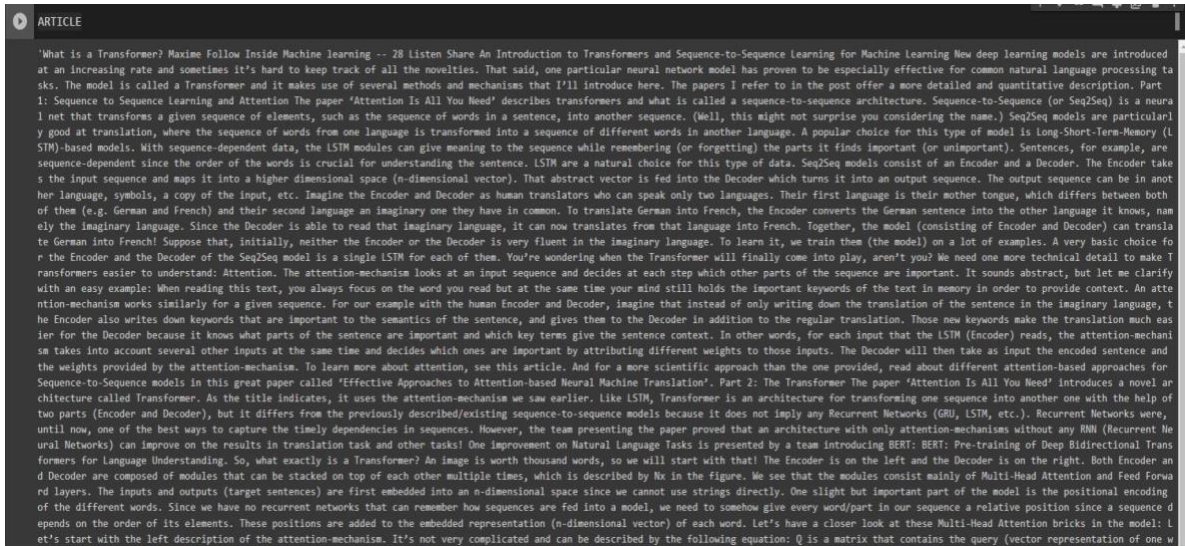 ARTICLE
'What is a Transformer? Maxime Follow Inside Machine learning -- 28 Listen Share An Introduction to Transformers and Sequence-to-Sequence Learning for Machine Learning New deep learning models are introduced
at an increasing rate and sometimes it’s hard to keep track of all the novelties. That said, one particular neural network model has proven to be especially effective for common natural language processing ta
sks. The model is called a Transformer and it makes use of several methods and mechanisms that I’ll introduce here. The papers I refer to in the post offer a more detailed and quantitative description. Part
1: Sequence to Sequence Learning and Attention The paper ‘Attention Is All You Need’ describes transformers and what is called a sequence-to-sequence architecture. Sequence-to-Sequence (or Seq2Seq) is a neura
l net that transforms a given sequence of elements, such as the sequence of words in a sentence, into another sequence. (Well, this might not surprise you considering the name.) Seq2Seq models are particularl
y good at translation, where the sequence of words from one language is transformed into a sequence of different words in another language. A popular choice for this type of model is Long-Short-Term-Memory (L
STM)-based models. With sequence-dependent data, the LSTM modules can give meaning to the sequence while remembering (or forgetting) the parts it finds important (or unimportant). Sentences, for example, are
sequence-dependent since the order of the words is crucial for understanding the sentence. LSTM are a natural choice for this type of data. Seq2Seq models consist of an Encoder and a Decoder. The Encoder take
s the input sequence and maps it into a higher dimensional space (n-dimensional vector). That abstract vector is fed into the Decoder which turns it into an output sequence. The output sequence can be in anot
her language, symbols, a copy of the input, etc. Imagine the Encoder and Decoder as human translators who can speak only two languages. Their first language is their mother tongue, which differs between both
of them (e.g. German and French) and their second language an imaginary one they have in common. To translate German into French, the Encoder converts the German sentence into the other language it knows, nam
ely the imaginary language. Since the Decoder is able to read that imaginary language, it can now translates from that language into French. Together, the model (consisting of Encoder and Decoder) can transla
te German into French! Suppose that, initially, neither the Encoder or the Decoder is very fluent in the imaginary language. To learn it, we train them (the model) on a lot of examples. A very basic choice fo
r the Encoder and the Decoder of the Seq2Seq model is a single LSTM for each of them. You’re wondering when the Transformer will finally come into play, aren’t you? We need one more technical detail to make T
ransformers easier to understand: Attention. The attention-mechanism looks at an input sequence and decides at each step which other parts of the sequence are important. It sounds abstract, but let me clarify
with an easy example: When reading this text, you always focus on the word you read but at the same time your mind still holds the important keywords of the text in memory in order to provide context. An atte
ntion-mechanism works similarly for a given sequence. For our example with the human Encoder and Decoder, imagine that instead of only writing down the translation of the sentence in the imaginary language, t
he Encoder also writes down keywords that are important to the semantics of the sentence, and gives them to the Decoder in addition to the regular translation. Those new keywords make the translation much eas
ier for the Decoder because it knows what parts of the sentence are important and which key terms give the sentence context. In other words, for each input that the LSTM (Encoder) reads, the attention-mechani
sm takes into account several other inputs at the same time and decides which ones are important by attributing different weights to those inputs. The Decoder will then take as input the encoded sentence and
the weights provided by the attention-mechanism. To learn more about attention, see this article. And for a more scientific approach than the one provided, read about different attention-based approaches for
Sequence-to-Sequence models in this great paper called ‘Effective Approaches to Attention-based Neural Machine Translation’. Part 2: The Transformer The paper ‘Attention Is All You Need’ introduces a novel ar
chitecture called Transformer. As the title indicates, it uses the attention-mechanism we saw earlier. Like LSTM, Transformer is an architecture for transforming one sequence into another one with the help of
two parts (Encoder and Decoder), but it differs from the previously described/existing sequence-to-sequence models because it does not imply any Recurrent Networks (GRU, LSTM, etc.). Recurrent Networks were,
until now, one of the best ways to capture the timely dependencies in sequences. However, the team presenting the paper proved that an architecture with only attention-mechanisms without any RNN (Recurrent Ne
ural Networks) can improve on the results in translation task and other tasks! One improvement on Natural Language Tasks is presented by a team introducing BERT: BERT: Pre-training of Deep Bidirectional Trans
formers for Language Understanding. So, what exactly is a Transformer? An image is worth thousand words, so we will start with that! The Encoder is on the left and the Decoder is on the right. Both Encoder an
d Decoder are composed of modules that can be stacked on top of each other multiple times, which is described by Nx in the figure. We see that the modules consist mainly of Multi-Head Attention and Feed Forwa
rd layers. The inputs and outputs (target sentences) are first embedded into an n-dimensional space since we cannot use strings directly. One slight but important part of the model is the positional encoding
of the different words. Since we have no recurrent networks that can remember how sequences are fed into a model, we need to somehow give every word/part in our sequence a relative position since a sequence d
epends on the order of its elements. These positions are added to the embedded representation (n-dimensional vector) of each word. Let’s have a closer look at these Multi-Head Attention bricks in the model: L
et’s start with the left description of the attention-mechanism. It’s not very complicated and can be described by the following equation: Q is a matrix that contains the query (vector representation of one w